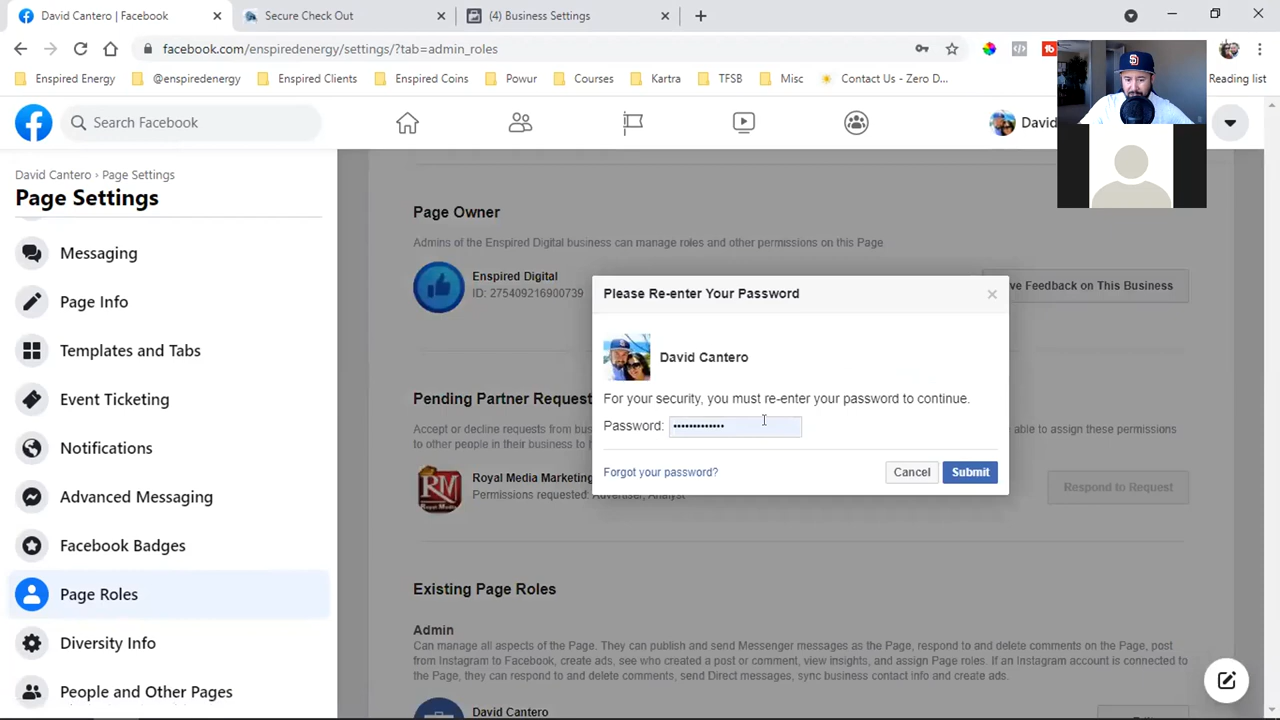 David Cantero | Facebook
Secure Check Out
(4) Business Settings
facebook.com/enspiredenergy/settings/?tab=admin_roles
Enspired Energy
@enspiredenergy
Enspired Clients
Enspired Coins
Powur
Courses
Kartra
TFSB
Misc
Contact Us - Zero D...
Reading list
Search Facebook
David
David Cantero › Page Settings
Page Settings
Messaging
Page Info
Templates and Tabs
Event Ticketing
Notifications
Advanced Messaging
Facebook Badges
Page Roles
Diversity Info
People and Other Pages
Page Owner
Admins of the Enspired Digital business can manage roles and other permissions on this Page
Enspired Digital
ID: 275409216900739
ve Feedback on This Business
Please Re-enter Your Password
David Cantero
For your security, you must re-enter your password to continue.
Password: •••••••••••••
Forgot your password?
Cancel
Submit
Pending Partner Request
Accept or decline requests from bus
able to assign these permissions
to other people in their business to h
Royal Media Marketing
Permissions requested: Advertiser, Analyst
Respond to Request
Existing Page Roles
Admin
Can manage all aspects of the Page. They can publish and send Messenger messages as the Page, respond to and delete comments on the Page, post
from Instagram to Facebook, create ads, see who created a post or comment, view insights, and assign Page roles. If an Instagram account is connected to
the Page, they can respond to and delete comments, send Direct messages, sync business contact info and create ads.
David Cantero